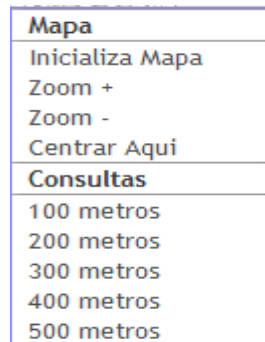 Mapa
Inicializa Mapa
Zoom +
Zoom -
Centrar Aqui
Consultas
100 metros
200 metros
300 metros
400 metros
500 metros